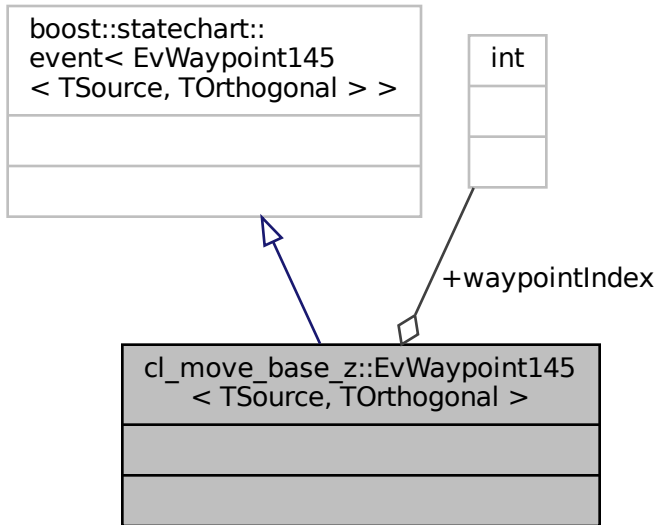 boost::statechart::
event< EvWaypoint145
< TSource, TOrthogonal > >
int
+waypointIndex
cl_move_base_z::EvWaypoint145
< TSource, TOrthogonal >